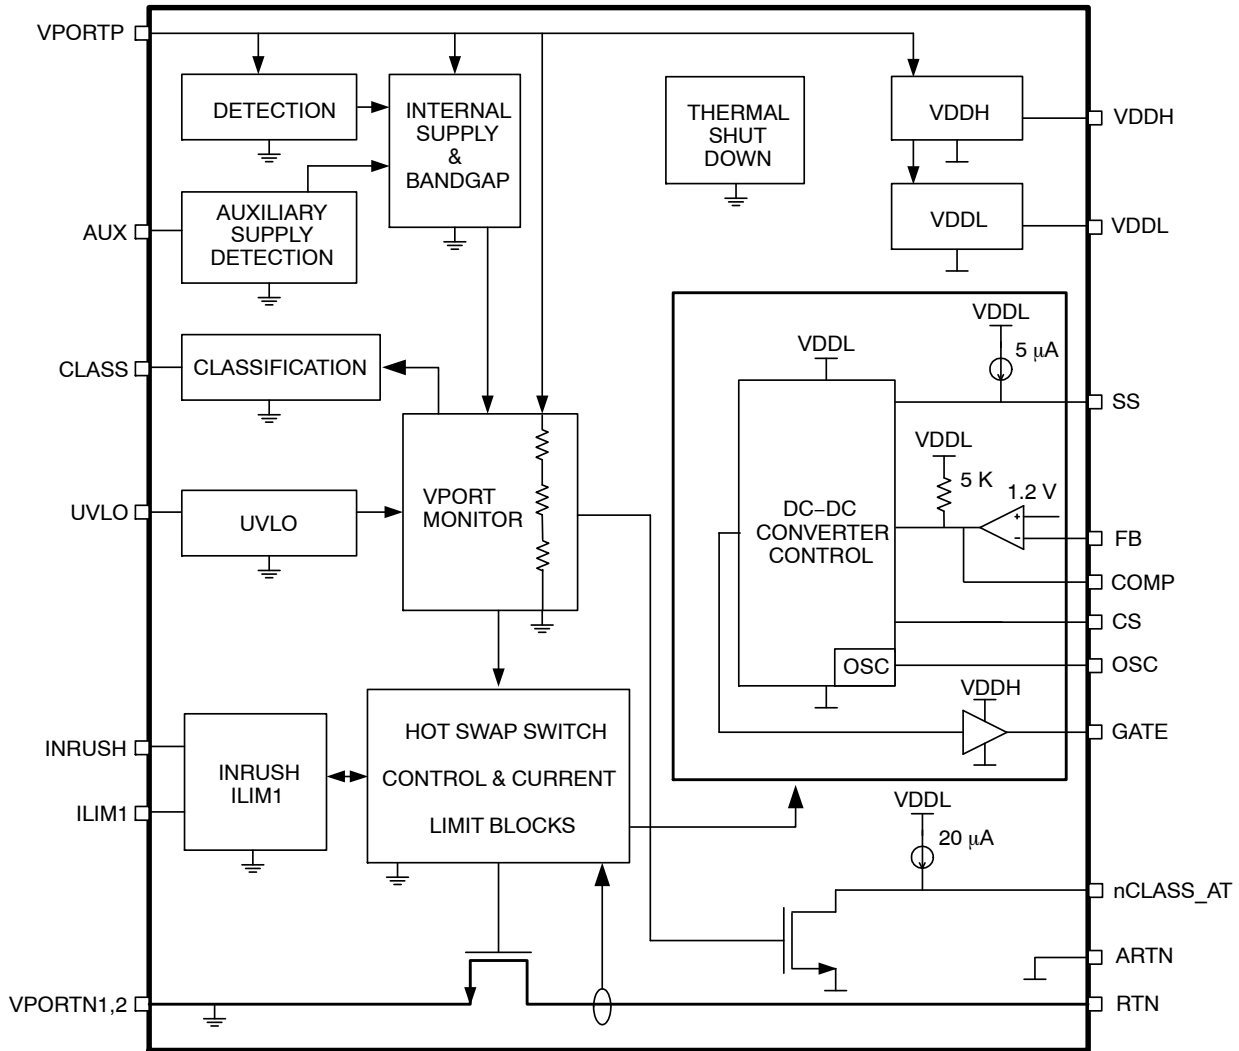 VPORTP
DETECTION
INTERNAL
SUPPLY
&
BANDGAP
THERMAL
SHUT
DOWN
VDDH
VDDH
AUX
AUXILIARY
SUPPLY
DETECTION
VDDL
VDDL
CLASS
CLASSIFICATION
VDDL
VDDL
5 μA
SS
UVLO
UVLO
VPORT
MONITOR
DC−DC
CONVERTER
CONTROL
VDDL
5 K
1.2 V
+
−
FB
COMP
CS
OSC
OSC
VDDH
GATE
INRUSH
ILIM1
INRUSH
ILIM1
HOT SWAP SWITCH
CONTROL & CURRENT
LIMIT BLOCKS
VDDL
20 μA
nCLASS_AT
ARTN
VPORTN1,2
RTN